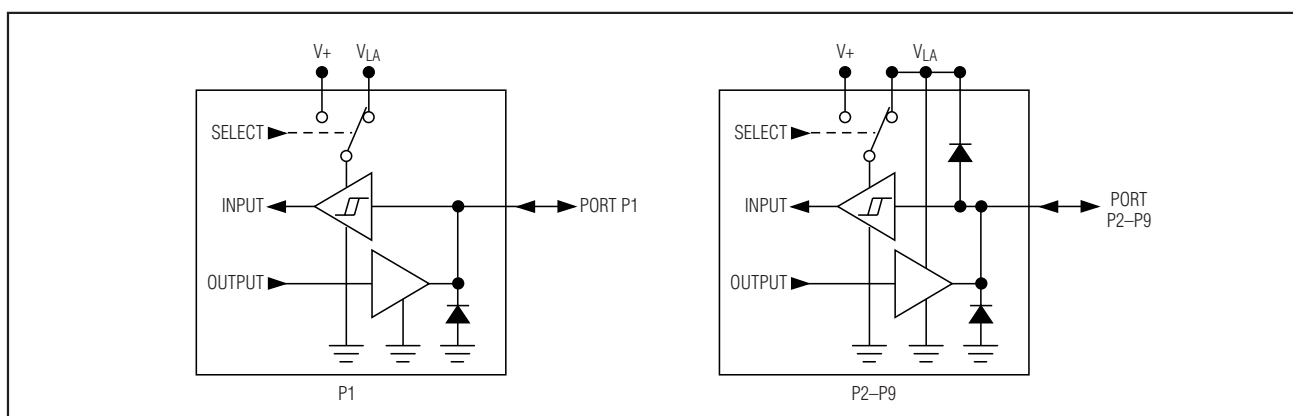 V+ VLA
SELECT
INPUT
PORT P1
OUTPUT
P1
V+ VLA
SELECT
INPUT
PORT
P2–P9
OUTPUT
P2–P9